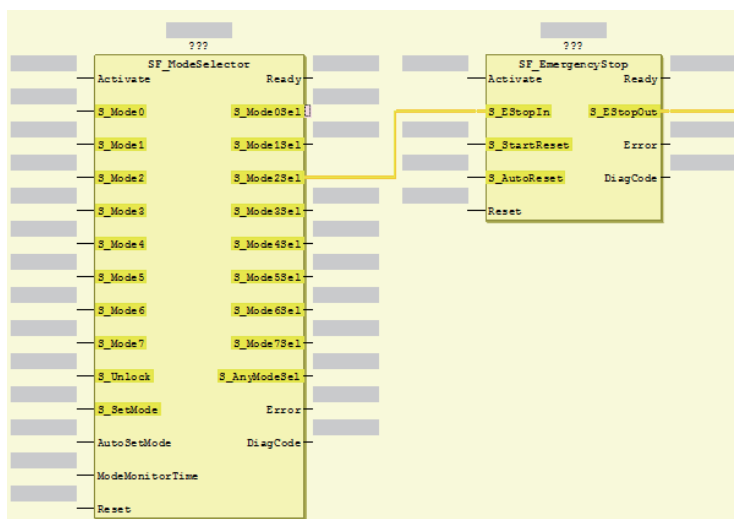 ???
SF_ModeSelector
Activate Ready
S_Mode0 S_Mode0Sel
S_Mode1 S_Mode1Sel
S_Mode2 S_Mode2Sel
S_Mode3 S_Mode3Sel
S_Mode4 S_Mode4Sel
S_Mode5 S_Mode5Sel
S_Mode6 S_Mode6Sel
S_Mode7 S_Mode7Sel
S_Unlock S_AnyModeSel
S_SetMode Error
AutoSetMode DiagCode
ModeMonitorTime
Reset
???
SF_EmergencyStop
Activate Ready
S_EStopIn S_EStopOut
S_StartReset Error
S_AutoReset DiagCode
Reset